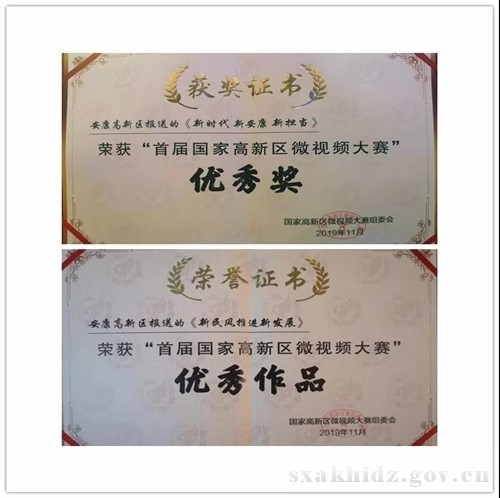 获奖证书
安康高新区报送的《新时代 新安康 新担当》
荣获“首届国家高新区微视频大赛”
优秀奖
国家高新区微视频大赛组委会
2019年11月
荣誉证书
安康高新区报送的《新民风推进新发展》
荣获“首届国家高新区微视频大赛”
优秀作品
国家高新区微视频大赛组委会
2019年11月
sxakhidz.gov.cn